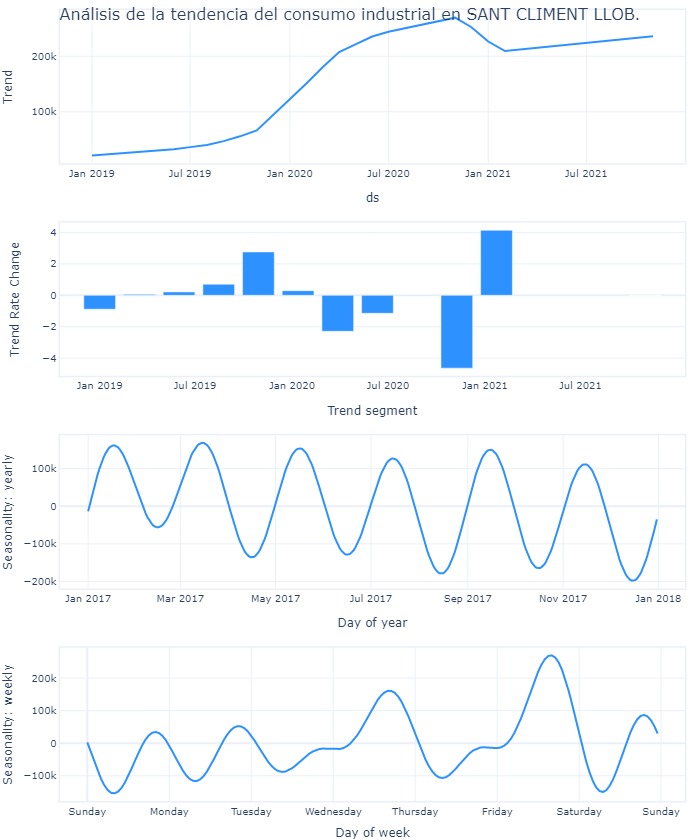 Análisis de la tendencia del consumo industrial en SANT CLIMENT LLOB.
Trend
200k
100k
Jan 2019 Jul 2019 Jan 2020 Jul 2020 Jan 2021 Jul 2021
ds
Trend Rate Change
4
2
0
−2
−4
Jan 2019 Jul 2019 Jan 2020 Jul 2020 Jan 2021 Jul 2021
Trend segment
Seasonality: yearly
100k
0
−100k
−200k
Jan 2017 Mar 2017 May 2017 Jul 2017 Sep 2017 Nov 2017 Jan 2018
Day of year
Seasonality: weekly
200k
100k
0
−100k
Sunday Monday Tuesday Wednesday Thursday Friday Saturday Sunday
Day of week